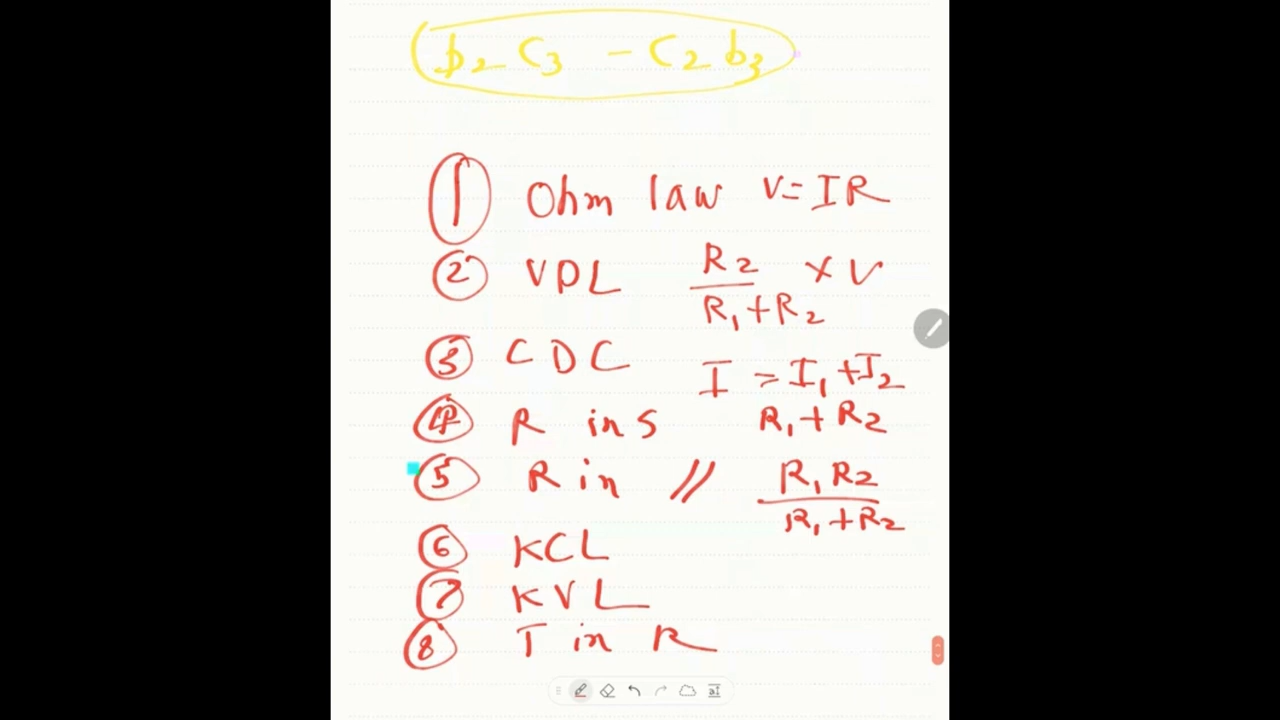 (b₂ C₃ - C₂ b₃)
① Ohm law V=IR
② VDL R₂/R₁+R₂ × V
③ CDC I = I₁+I₂
④ R in S R₁+R₂
⑤ R in // R₁R₂/R₁+R₂
⑥ KCL
⑦ KVL
⑧ T in R